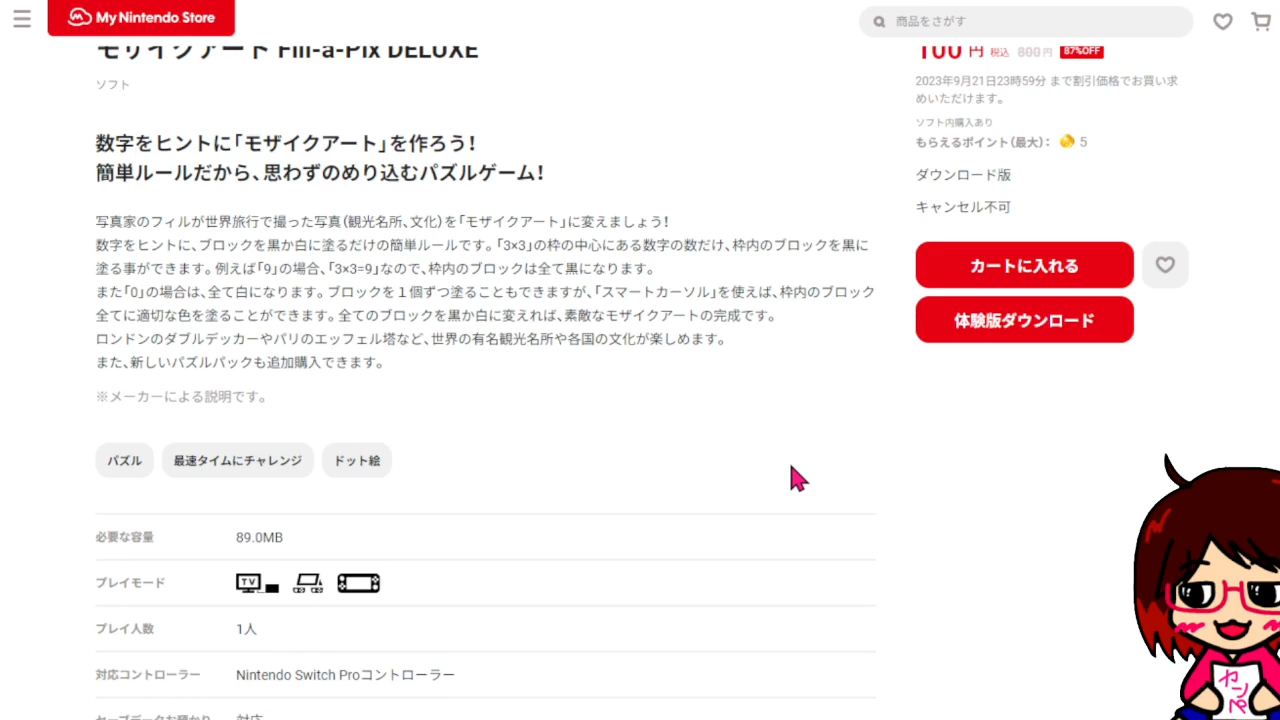 My Nintendo Store
商品をさがす
モザイクアート Fill-a-Pix DELUXE
ソフト
数字をヒントに「モザイクアート」を作ろう！
簡単ルールだから、思わずのめり込むパズルゲーム！
写真家のフィルが世界旅行で撮った写真（観光名所、文化）を「モザイクアート」に変えましょう！
数字をヒントに、ブロックを黒か白に塗るだけの簡単ルールです。「3×3」の枠の中心にある数字の数だけ、枠内のブロックを黒に
塗る事ができます。例えば「9」の場合、「3×3=9」なので、枠内のブロックは全て黒になります。
また「0」の場合は、全て白になります。ブロックを１個ずつ塗ることもできますが、「スマートカーソル」を使えば、枠内のブロック
全てに適切な色を塗ることができます。全てのブロックを黒か白に変えれば、素敵なモザイクアートの完成です。
ロンドンのダブルデッカーやパリのエッフェル塔など、世界の有名観光名所や各国の文化が楽しめます。
また、新しいパズルパックも追加購入できます。
※メーカーによる説明です。
パズル 最速タイムにチャレンジ ドット絵
必要な容量 89.0MB
プレイモード TV
プレイ人数 1人
対応コントローラー Nintendo Switch Proコントローラー
セーブデータお預かり 対応
100円 税込 800円 87%OFF
2023年9月21日23時59分 まで割引価格でお買い求
めいただけます。
ソフト内購入あり
もらえるポイント（最大）： 5
ダウンロード版
キャンセル不可
カートに入れる
体験版ダウンロード
カンペ